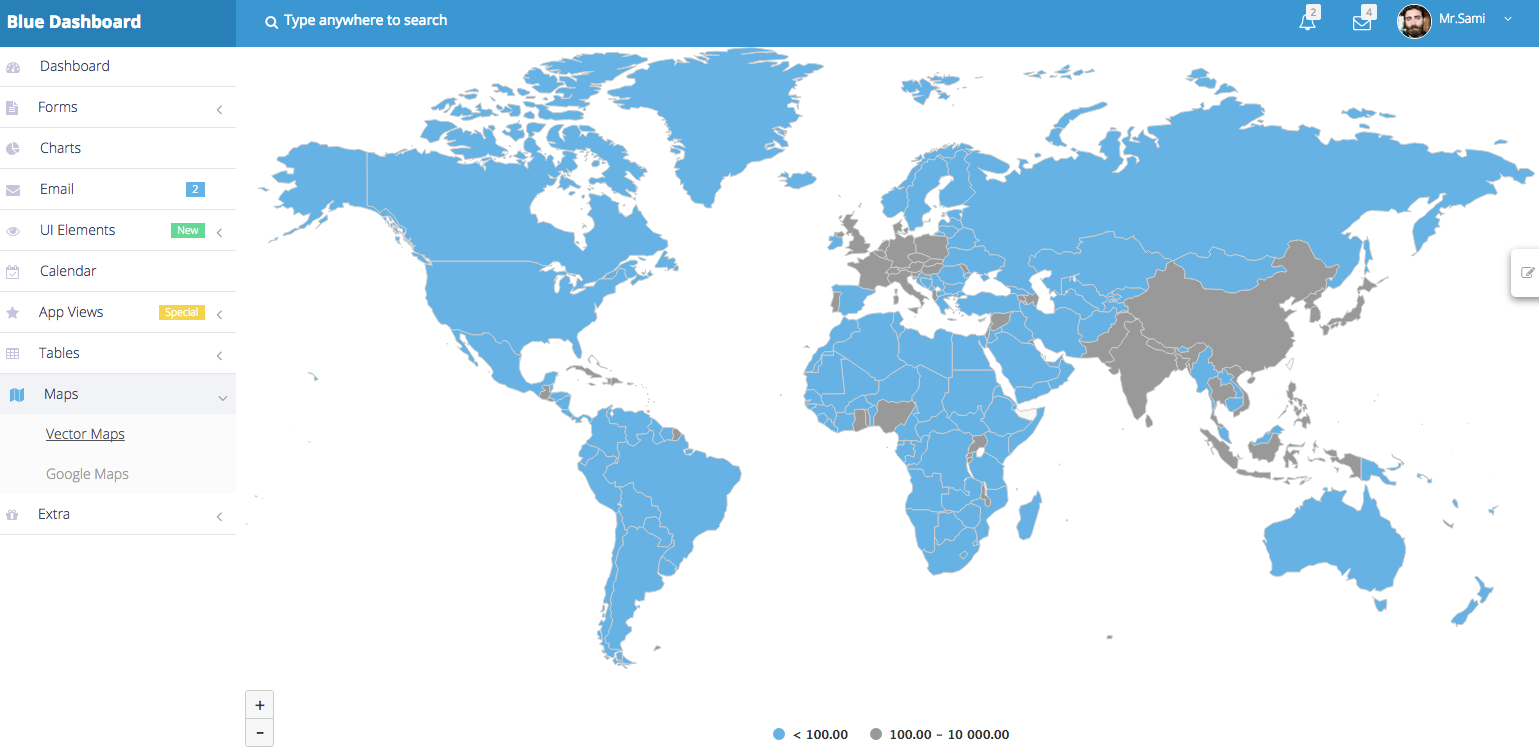 Blue Dashboard
Type anywhere to search
2
4
Mr.Sami
Dashboard
Forms
Charts
Email
2
UI Elements
New
Calendar
App Views
Special
Tables
Maps
Vector Maps
Google Maps
Extra
+
-
< 100.00
100.00 - 10 000.00